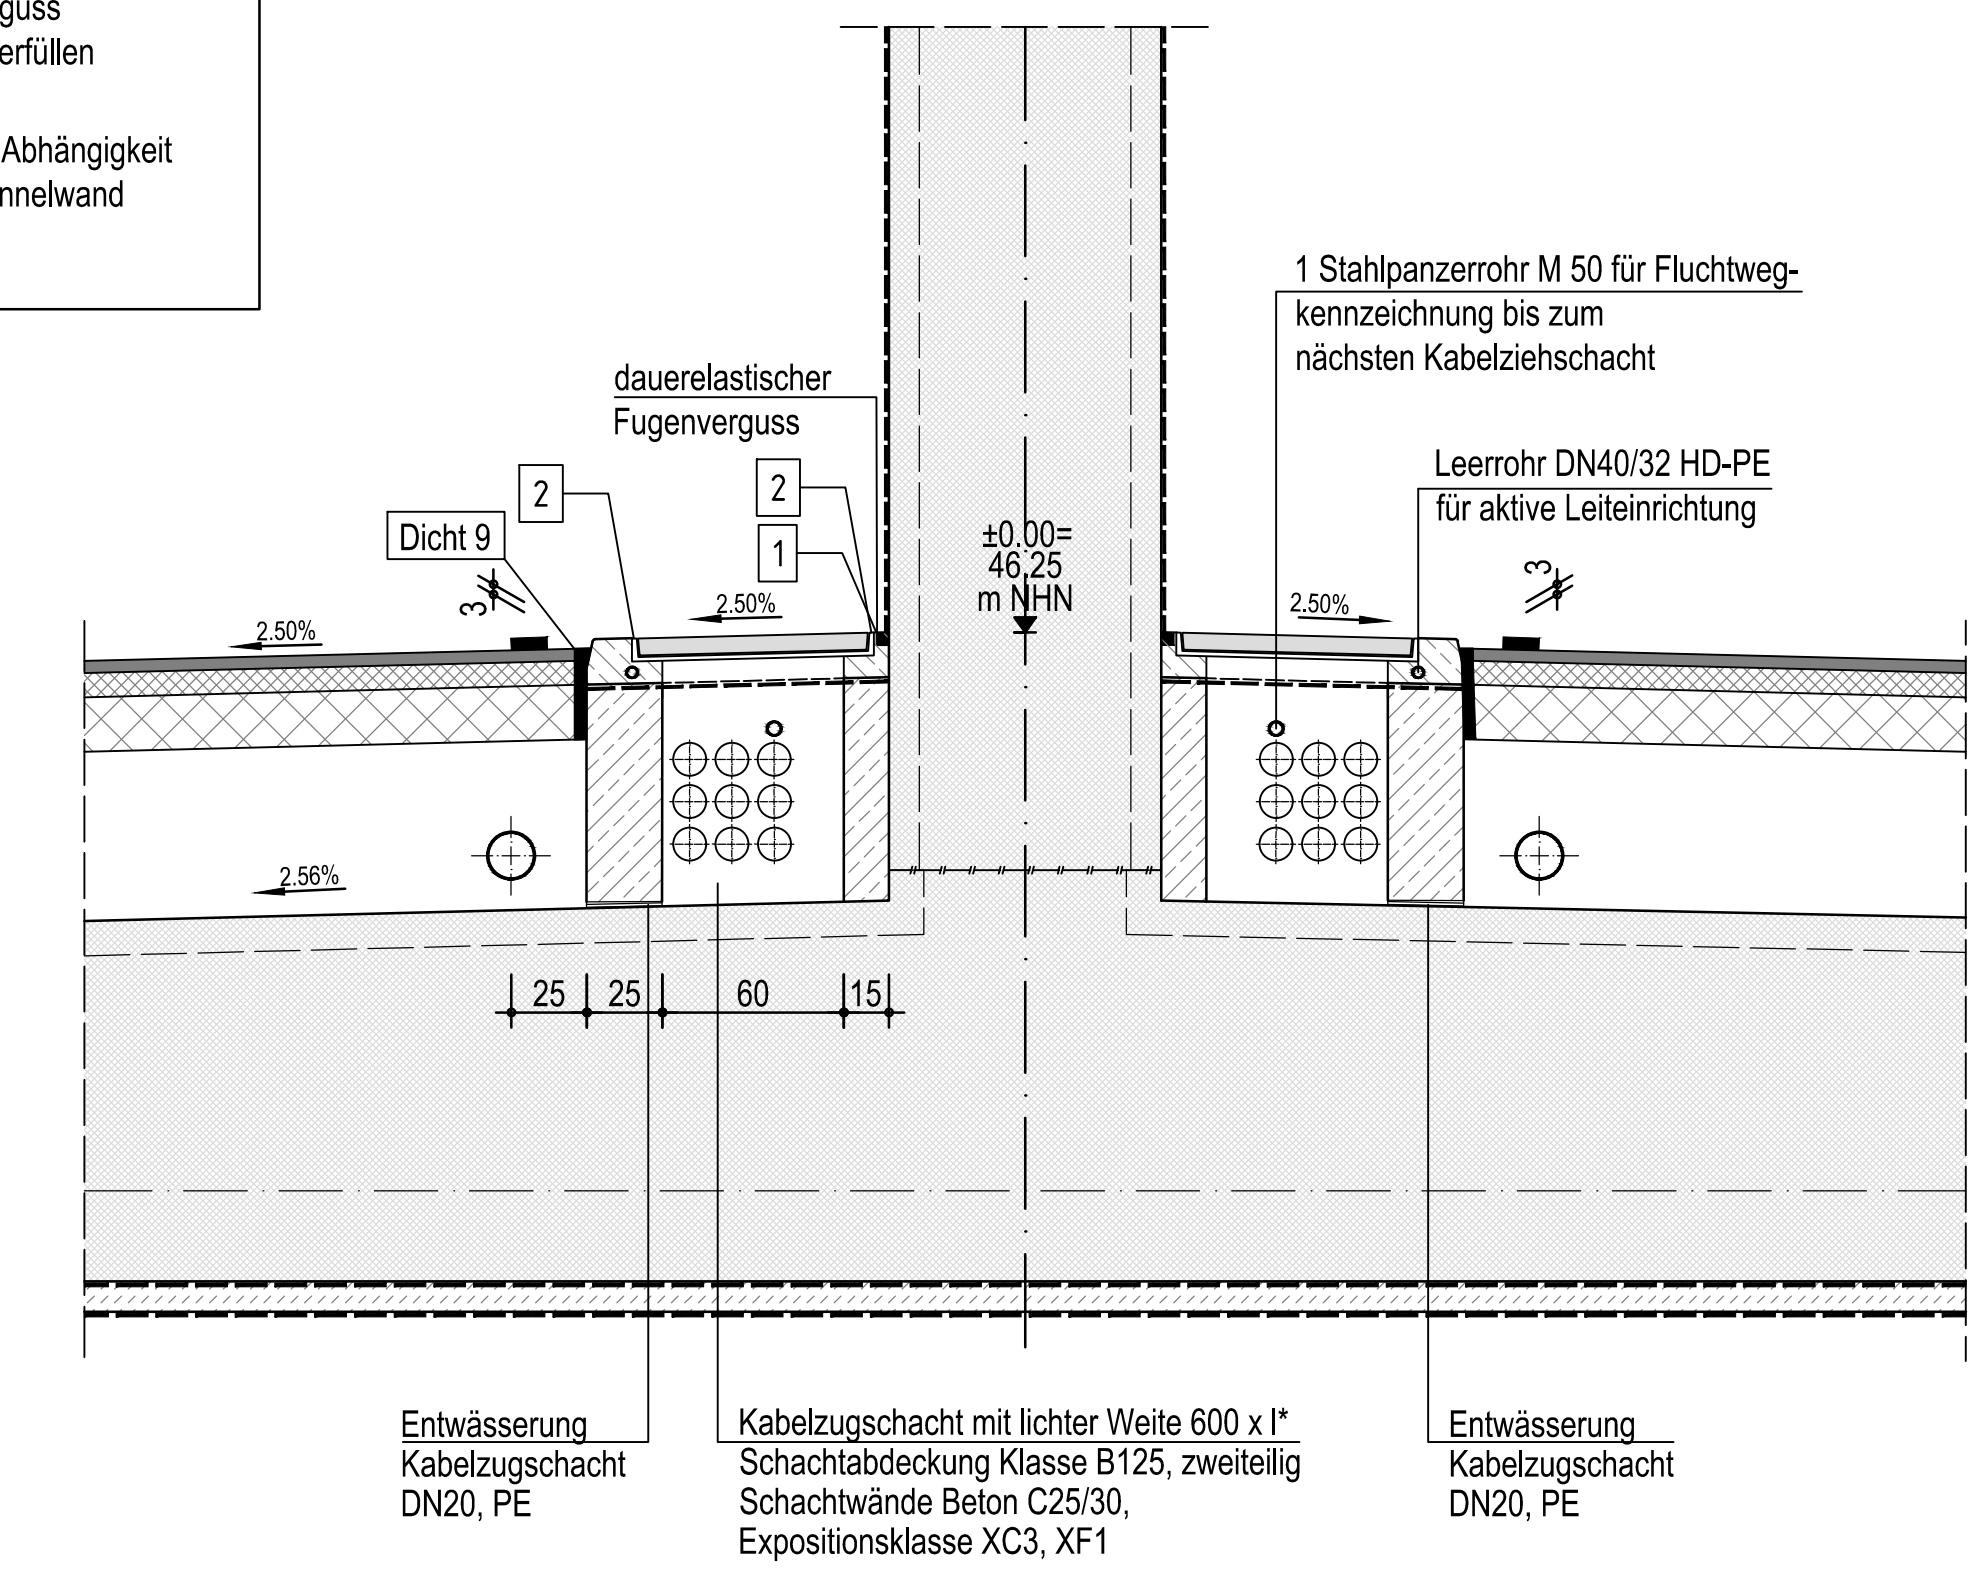 guss
erfüllen
Abhängigkeit
nnelwand
1 Stahlpanzerrohr M 50 für Fluchtweg-
kennzeichnung bis zum
nächsten Kabelziehschacht
dauerelastischer
Fugenverguss
Leerrohr DN40/32 HD-PE
für aktive Leiteinrichtung
2
2
Dicht 9
1
±0.00=
46.25
m NHN
3
3
2.50%
2.50%
2.50%
2.56%
25
25
60
15
Entwässerung
Kabelzugschacht
DN20, PE
Kabelzugschacht mit lichter Weite 600 x l*
Schachtabdeckung Klasse B125, zweiteilig
Schachtwände Beton C25/30,
Expositionsklasse XC3, XF1
Entwässerung
Kabelzugschacht
DN20, PE